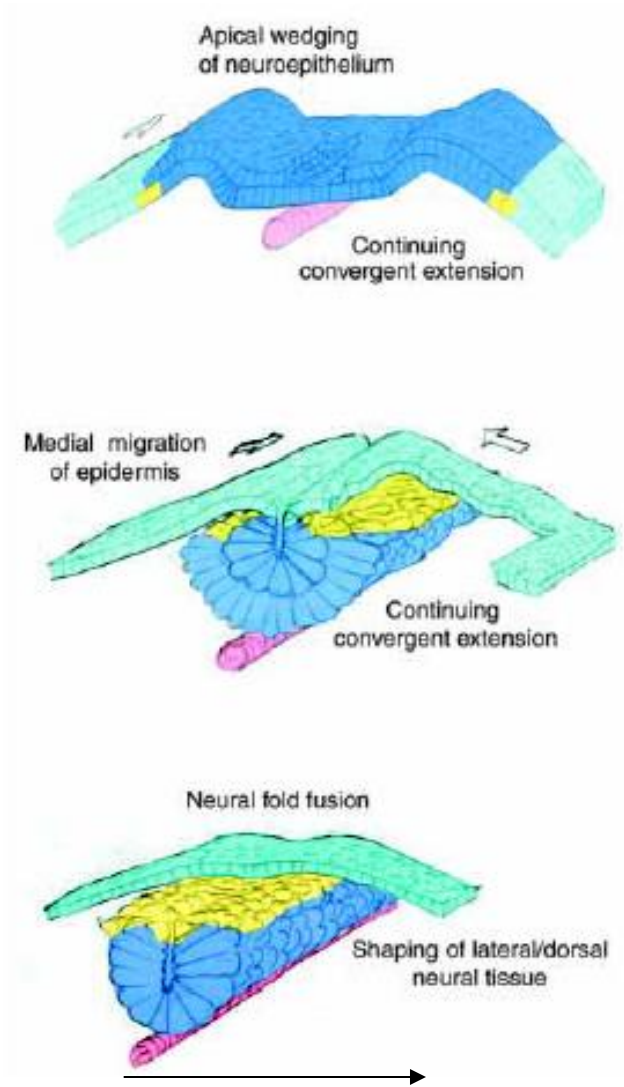 Apical wedging
of neuroepithelium
Continuing
convergent extension
Medial migration
of epidermis
Continuing
convergent extension
Neural fold fusion
Shaping of lateral/dorsal
neural tissue